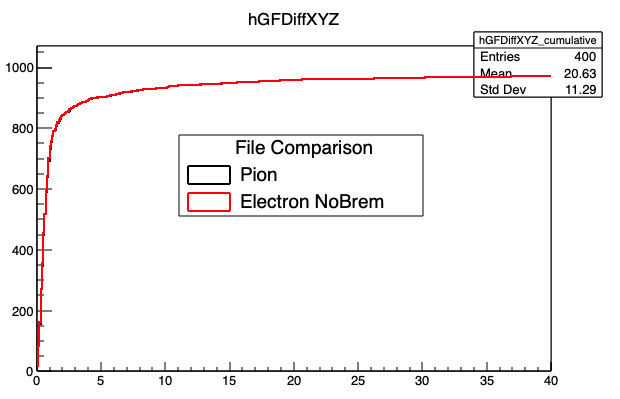 hGFDiffXYZ
hGFDiffXYZ_cumulative
Entries 400
Mean 20.63
Std Dev 11.29
1000
800
600
400
200
0
File Comparison
Pion
Electron NoBrem
0 5 10 15 20 25 30 35 40